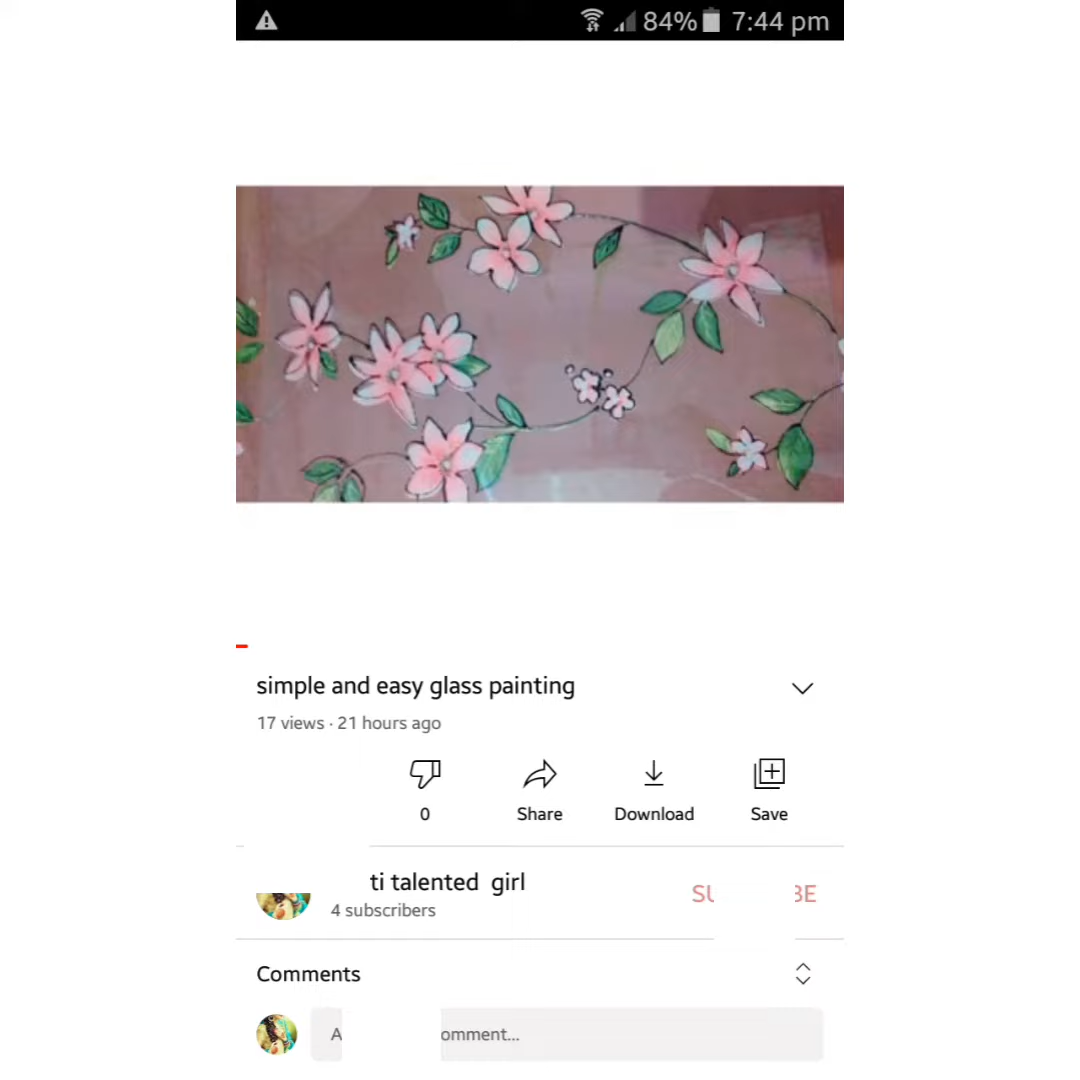 84% 7:44 pm
simple and easy glass painting
17 views · 21 hours ago
0 Share Download Save
ti talented girl
4 subscribers
Comments